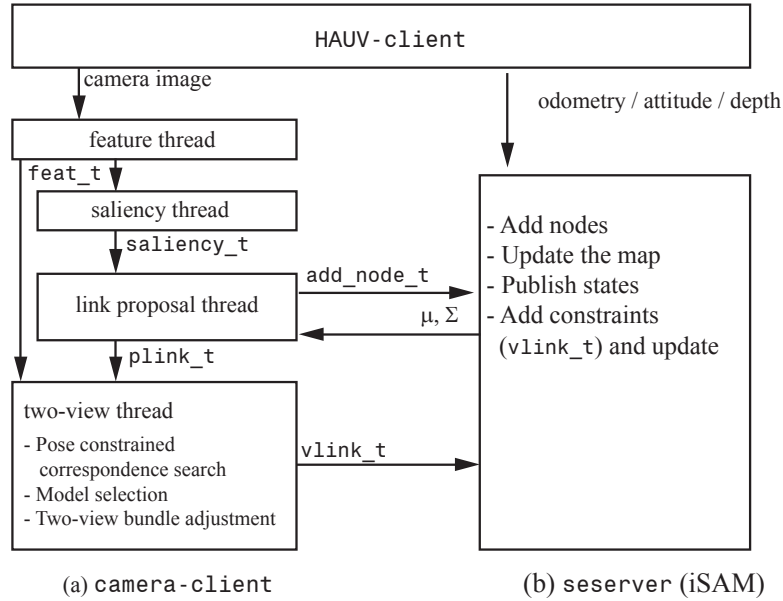 HAUV-client
camera image
odometry / attitude / depth
feature thread
feat_t
saliency thread
saliency_t
link proposal thread
add_node_t
μ, Σ
plink_t
two-view thread
- Pose constrained
correspondence search
- Model selection
- Two-view bundle adjustment
vlink_t
- Add nodes
- Update the map
- Publish states
- Add constraints
(vlink_t) and update
(a) camera-client
(b) seserver (iSAM)